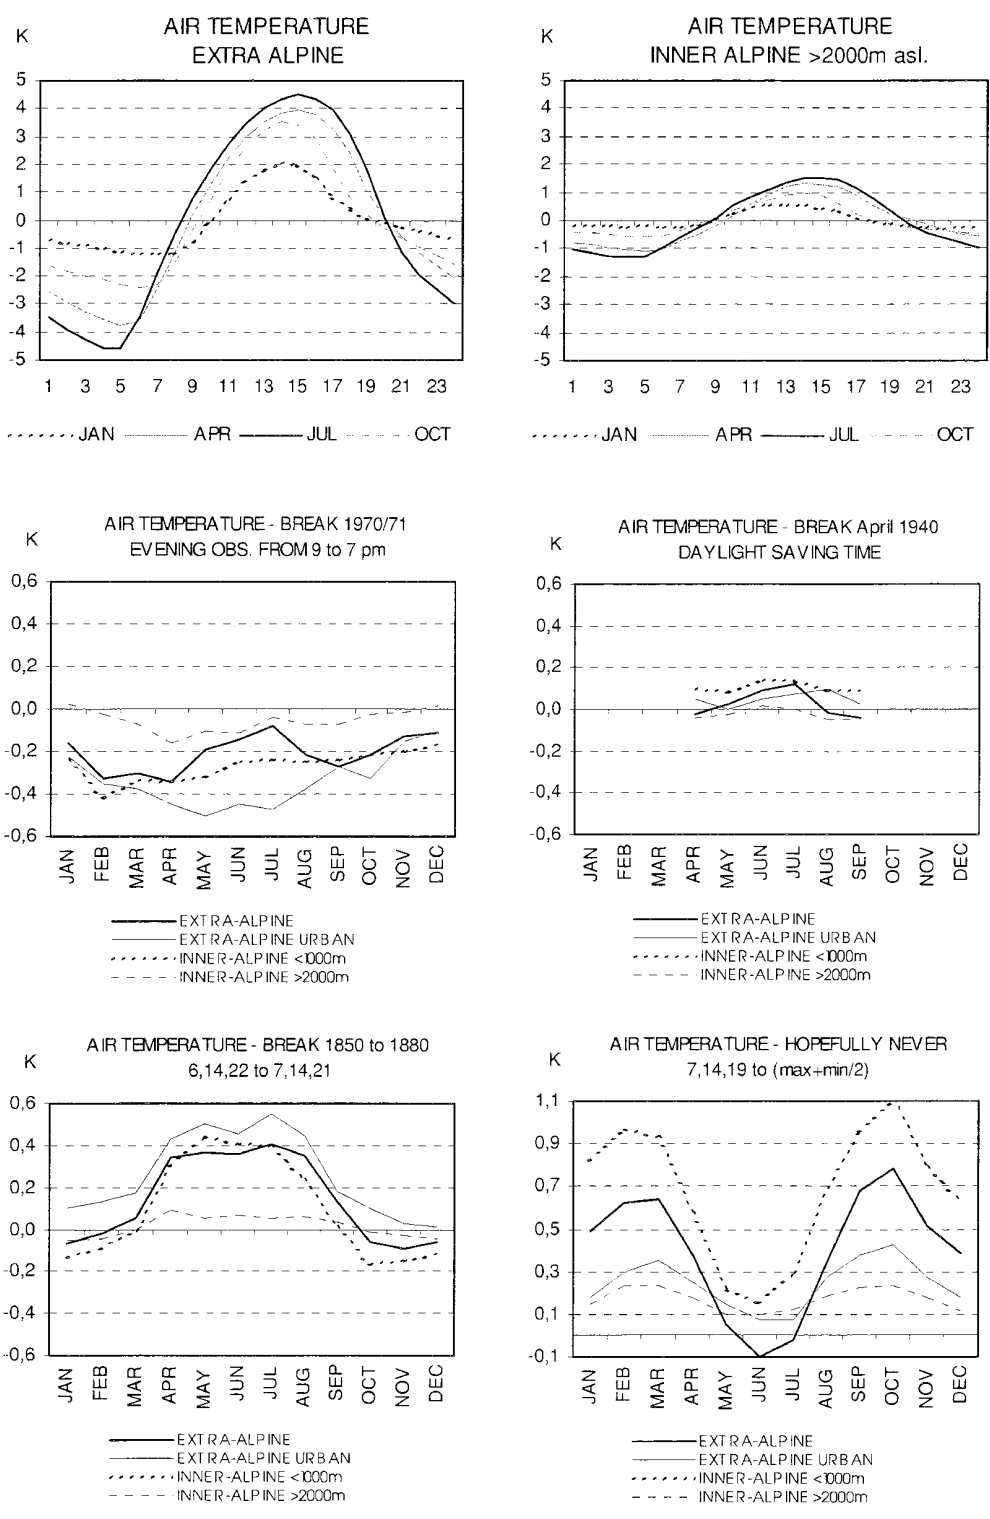 AIR TEMPERATURE
EXTRA ALPINE
K
5
4
3
2
1
0
-1
-2
-3
-4
-5
1 3 5 7 9 11 13 15 17 19 21 23
JAN APR JUL OCT
AIR TEMPERATURE
INNER ALPINE >2000m asl.
K
5
4
3
2
1
0
-1
-2
-3
-4
-5
1 3 5 7 9 11 13 15 17 19 21 23
JAN APR JUL OCT
AIR TEMPERATURE - BREAK 1970/71
EVENING OBS. FROM 9 to 7 pm
K
0,6
0,4
0,2
0,0
-0,2
-0,4
-0,6
JAN FEB MAR APR MAY JUN JUL AUG SEP OCT NOV DEC
EXTRA-ALPINE
EXTRA-ALPINE URBAN
INNER-ALPINE <1000m
INNER-ALPINE >2000m
AIR TEMPERATURE - BREAK April 1940
DAYLIGHT SAVING TIME
K
0,6
0,4
0,2
0,0
-0,2
-0,4
-0,6
JAN FEB MAR APR MAY JUN JUL AUG SEP OCT NOV DEC
EXTRA-ALPINE
EXTRA-ALPINE URBAN
INNER-ALPINE <1000m
INNER-ALPINE >2000m
AIR TEMPERATURE - BREAK 1850 to 1880
6,14,22 to 7,14,21
K
0,6
0,4
0,2
0,0
-0,2
-0,4
-0,6
JAN FEB MAR APR MAY JUN JUL AUG SEP OCT NOV DEC
EXTRA-ALPINE
EXTRA-ALPINE URBAN
INNER-ALPINE <1000m
INNER-ALPINE >2000m
AIR TEMPERATURE - HOPEFULLY NEVER
7,14,19 to (max+min/2)
K
1,1
0,9
0,7
0,5
0,3
0,1
-0,1
JAN FEB MAR APR MAY JUN JUL AUG SEP OCT NOV DEC
EXTRA-ALPINE
EXTRA-ALPINE URBAN
INNER-ALPINE <1000m
INNER-ALPINE >2000m